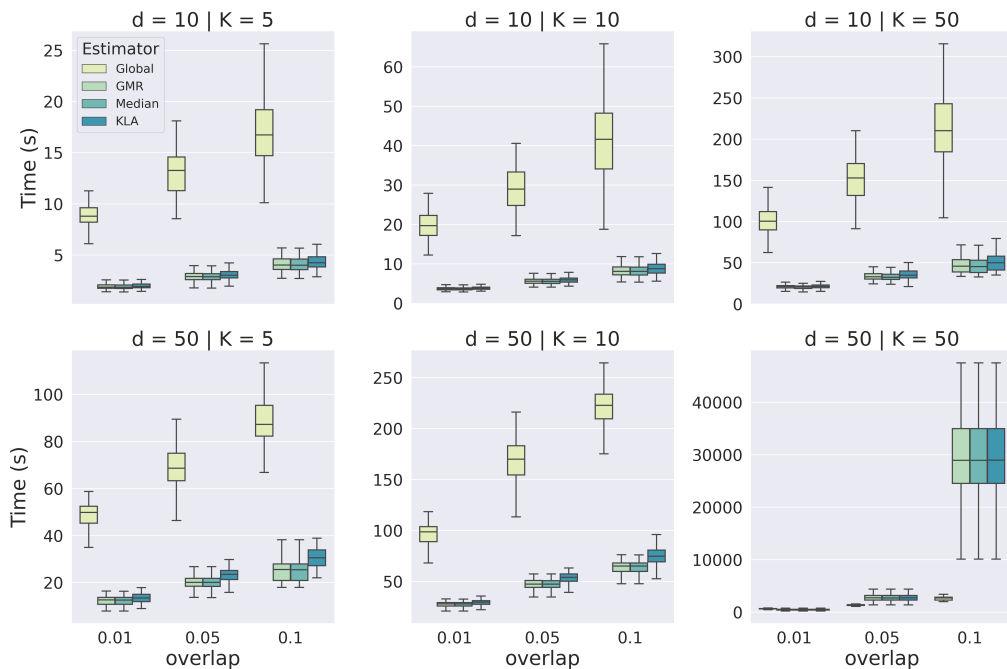 d = 10 | K = 5
d = 10 | K = 10
d = 10 | K = 50
Time (s)
25
20
15
10
5
Estimator
Global
GMR
Median
KLA
60
50
40
30
20
10
0
300
250
200
150
100
50
0
d = 50 | K = 5
d = 50 | K = 10
d = 50 | K = 50
Time (s)
100
80
60
40
20
0.01
0.05
0.1
overlap
250
200
150
100
50
0.01
0.05
0.1
overlap
40000
30000
20000
10000
0
0.01
0.05
0.1
overlap